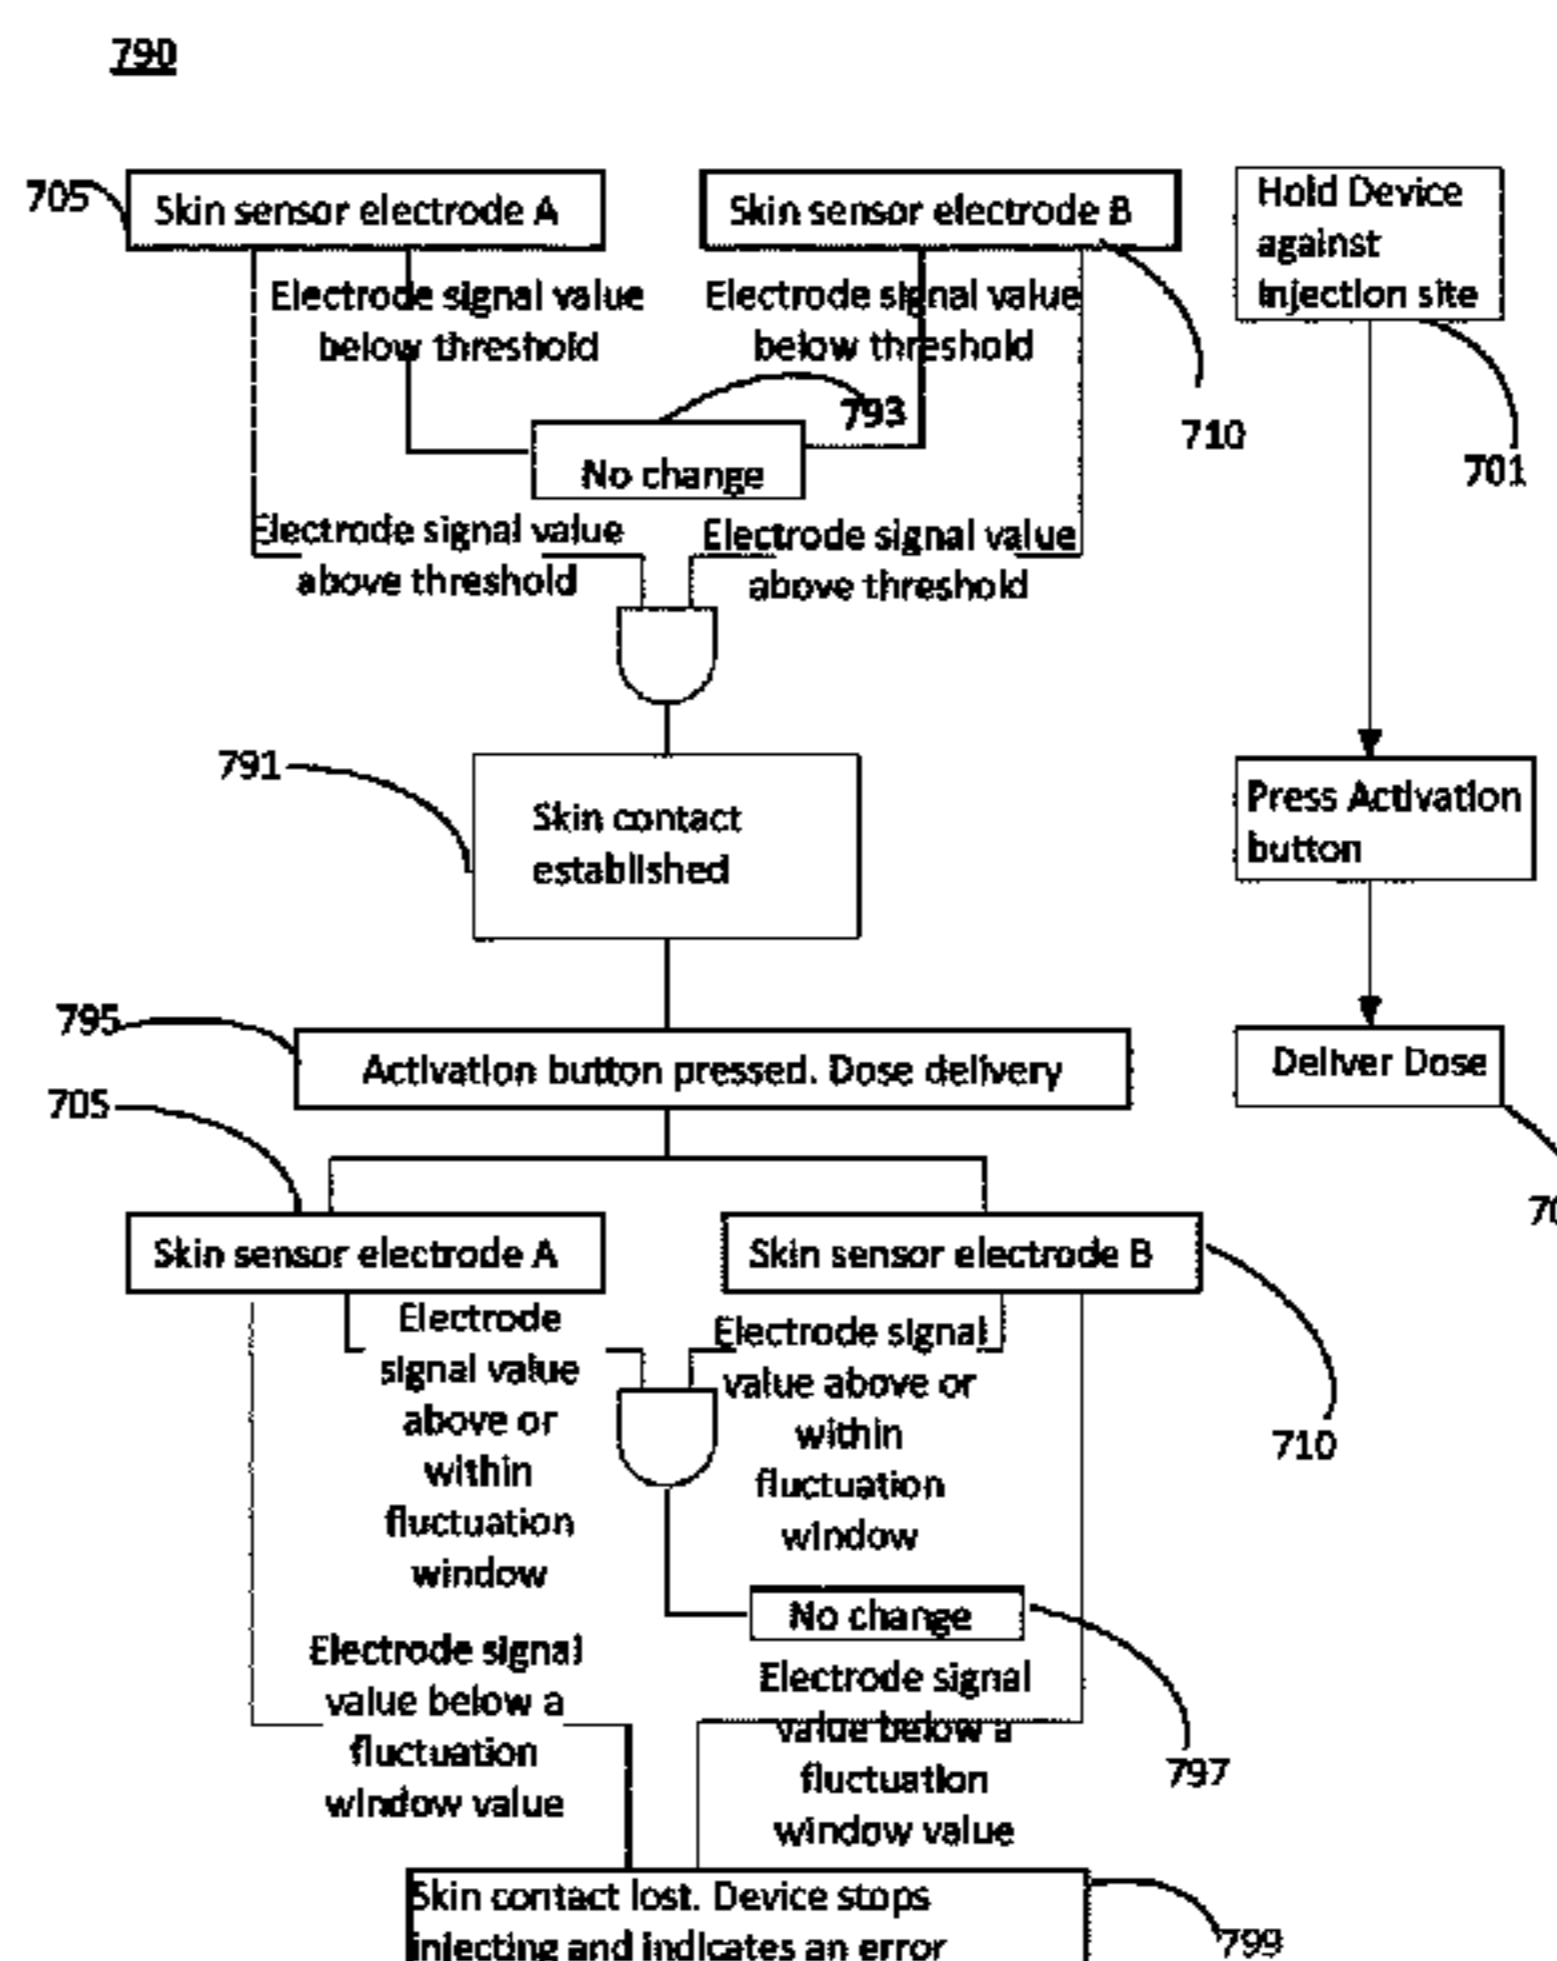 790
705
Skin sensor electrode A
Skin sensor electrode B
Hold Device
against
Injection site
Electrode signal value
below threshold
Electrode signal value
below threshold
793
710
701
No change
Electrode signal value
above threshold
Electrode signal value
above threshold
791
Skin contact
established
Press Activation
button
795
Activation button pressed. Dose delivery
Deliver Dose
705
70
Skin sensor electrode A
Skin sensor electrode B
Electrode
signal value
above or
within
fluctuation
window
Electrode signal
value above or
within
fluctuation
window
710
No change
Electrode signal
value below a
fluctuation
window value
Electrode signal
value below a
fluctuation
window value
797
Skin contact lost. Device stops
injecting and indicates an error
799